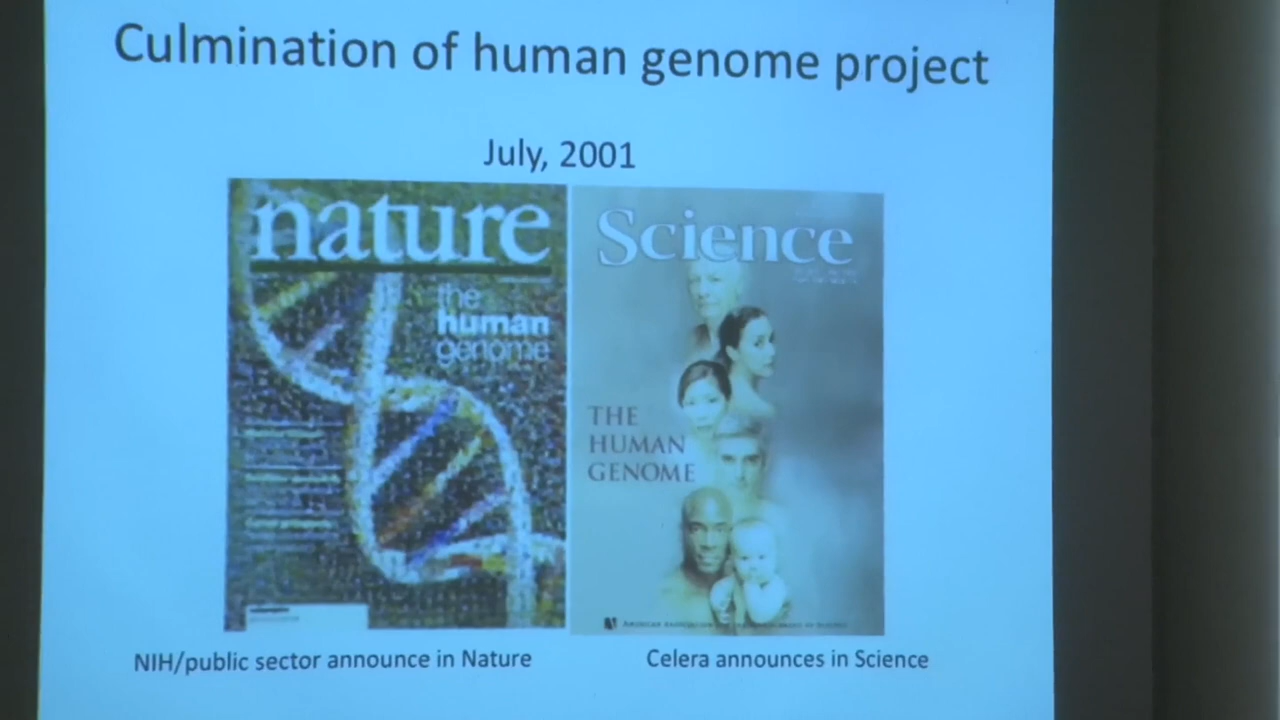 Culmination of human genome project
July, 2001
nature
the
human
genome
Science
THE
HUMAN
GENOME
NIH/public sector announce in Nature
Celera announces in Science